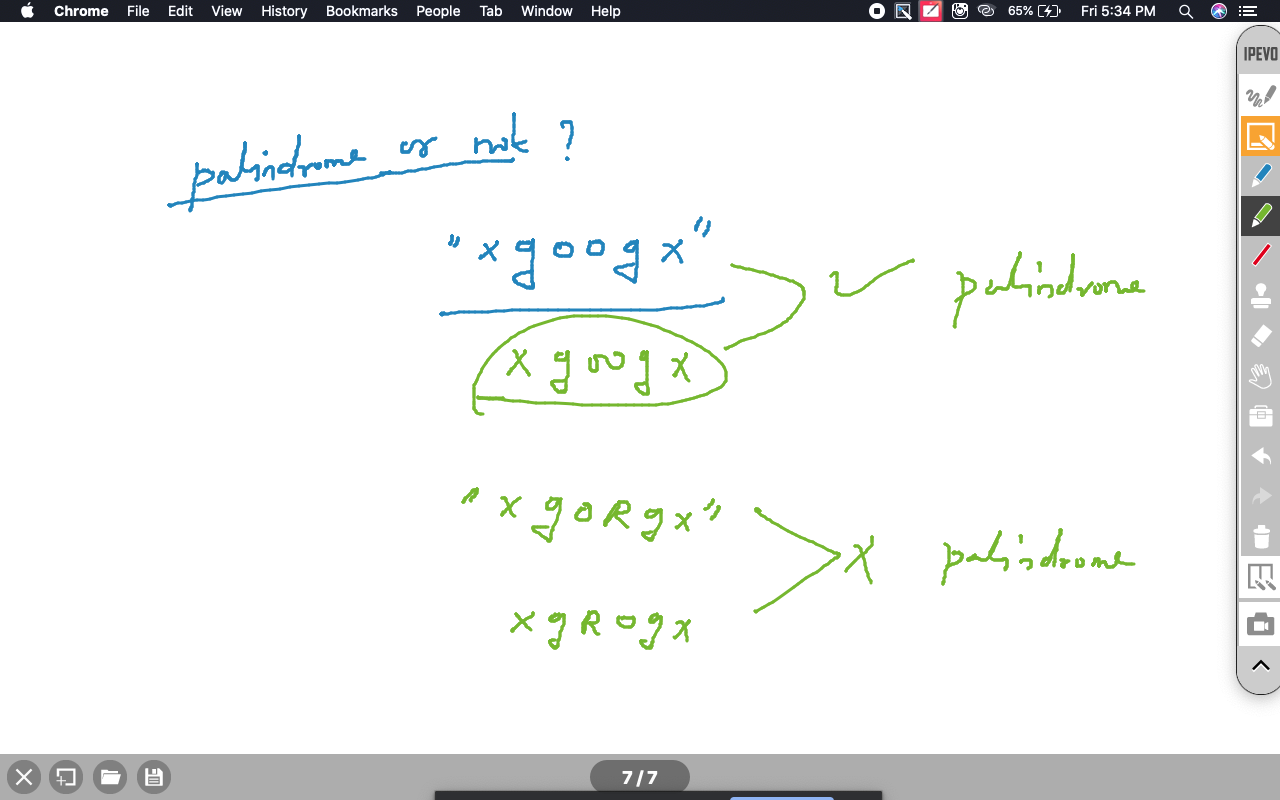 Chrome File Edit View History Bookmarks People Tab Window Help 65% Fri 5:34 PM
IPEVO
palindrome or not ?
"xgoogx"
xgoogx
palindrome
"xgoRgx"
X palindrome
xgRogx
7/7